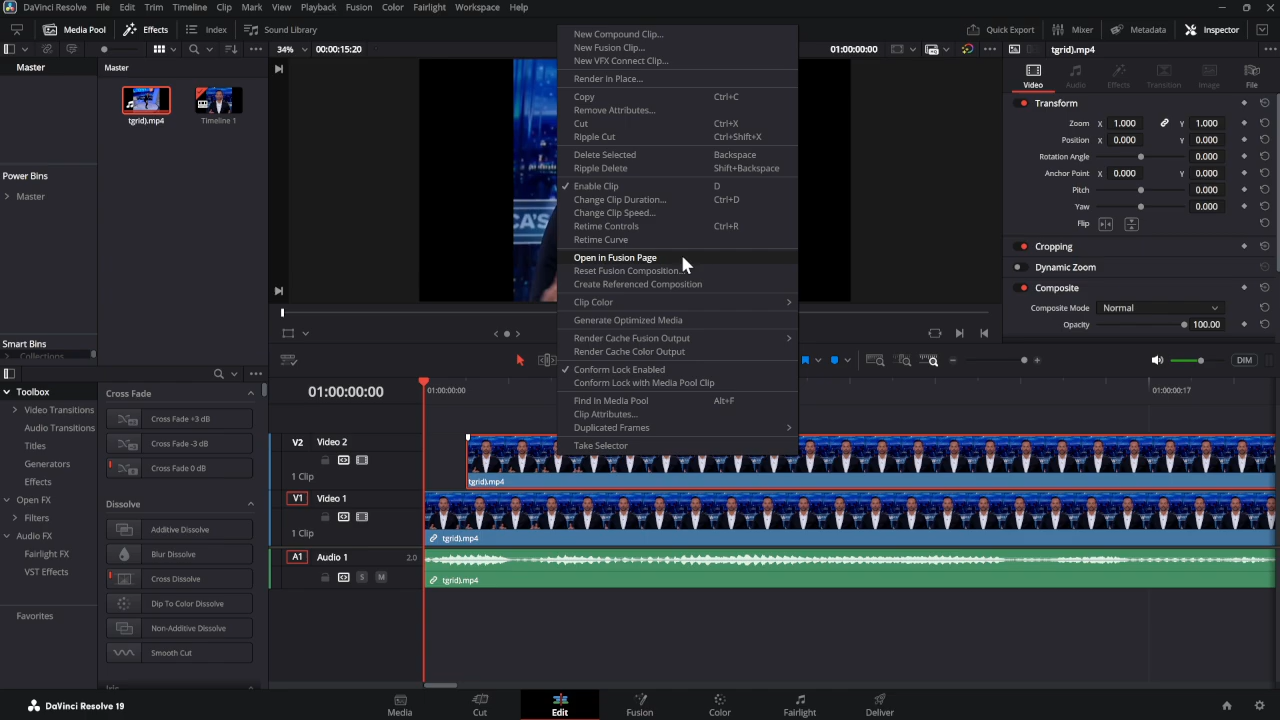 DaVinci Resolve File Edit Trim Timeline Clip Mark View Playback Fusion Color Fairlight Workspace Help
Media Pool Effects Index Sound Library Quick Export Mixer Metadata Inspector
34% 00:00:15:20 01:00:00:00 tgrid).mp4
Master
Master
tgrid).mp4 Timeline 1
Power Bins
Master
Smart Bins
Collections
New Compound Clip...
New Fusion Clip...
New VFX Connect Clip...
Render in Place...
Copy Ctrl+C
Remove Attributes...
Cut Ctrl+X
Ripple Cut Ctrl+Shift+X
Delete Selected Backspace
Ripple Delete Shift+Backspace
Enable Clip D
Change Clip Duration... Ctrl+D
Change Clip Speed...
Retime Controls Ctrl+R
Retime Curve
Open in Fusion Page
Reset Fusion Composition...
Create Referenced Composition
Clip Color
Generate Optimized Media
Render Cache Fusion Output
Render Cache Color Output
Conform Lock Enabled
Conform Lock with Media Pool Clip
Find In Media Pool Alt+F
Clip Attributes...
Duplicated Frames
Take Selector
CA'S
Video Audio Effects Transition Image File
Transform
Zoom X 1.000 Y 1.000
Position X 0.000 Y 0.000
Rotation Angle 0.000
Anchor Point X 0.000 Y 0.000
Pitch 0.000
Yaw 0.000
Flip
Cropping
Dynamic Zoom
Composite
Composite Mode Normal
Opacity 100.00
DIM
Toolbox
Video Transitions
Audio Transitions
Titles
Generators
Effects
Open FX
Filters
Audio FX
Fairlight FX
VST Effects
Favorites
Cross Fade
Cross Fade +3 dB
Cross Fade -3 dB
Cross Fade 0 dB
Dissolve
Additive Dissolve
Blur Dissolve
Cross Dissolve
Dip To Color Dissolve
Non-Additive Dissolve
Smooth Cut
Iris
01:00:00:00 01:00:00:00 01:00:00:17
V2 Video 2
1 Clip
tgrid).mp4
V1 Video 1
1 Clip
tgrid).mp4
A1 Audio 1 2.0
S M
tgrid).mp4
DaVinci Resolve 19
Media Cut Edit Fusion Color Fairlight Deliver